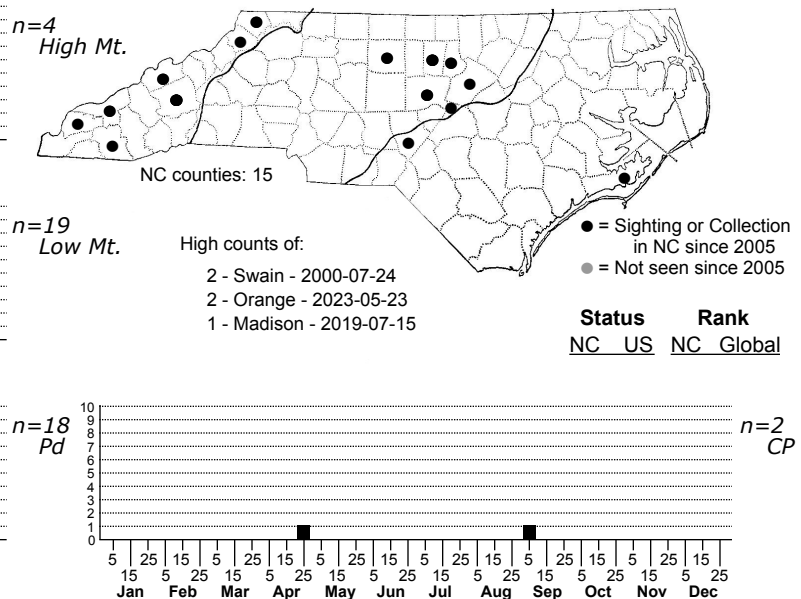 n=4
High Mt.
NC counties: 15
n=19
Low Mt.
High counts of:
2 - Swain - 2000-07-24
2 - Orange - 2023-05-23
1 - Madison - 2019-07-15
● = Sighting or Collection
in NC since 2005
● = Not seen since 2005
Status Rank
NC US NC Global
n=18
Pd
n=2
CP
10
9
8
7
6
5
4
3
2
1
0
5 25 15 5 25 15 5 25 15 5 25 15 5 25 15 5 25 15
15 5 25 15 5 25 15 5 25 15 5 25 15 5 25 15 5 25
Jan Feb Mar Apr May Jun Jul Aug Sep Oct Nov Dec